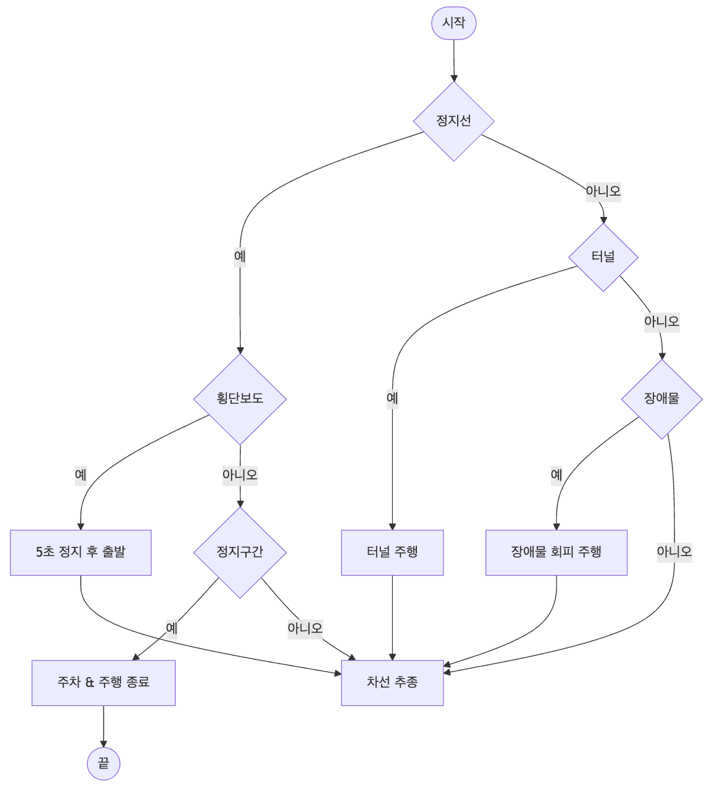 시작
정지선
아니오
예
터널
아니오
횡단보도
예
장애물
예
아니오
예
5초 정지 후 출발
정지구간
터널 주행
장애물 회피 주행
아니오
예
아니오
주차 & 주행 종료
차선 추종
끝